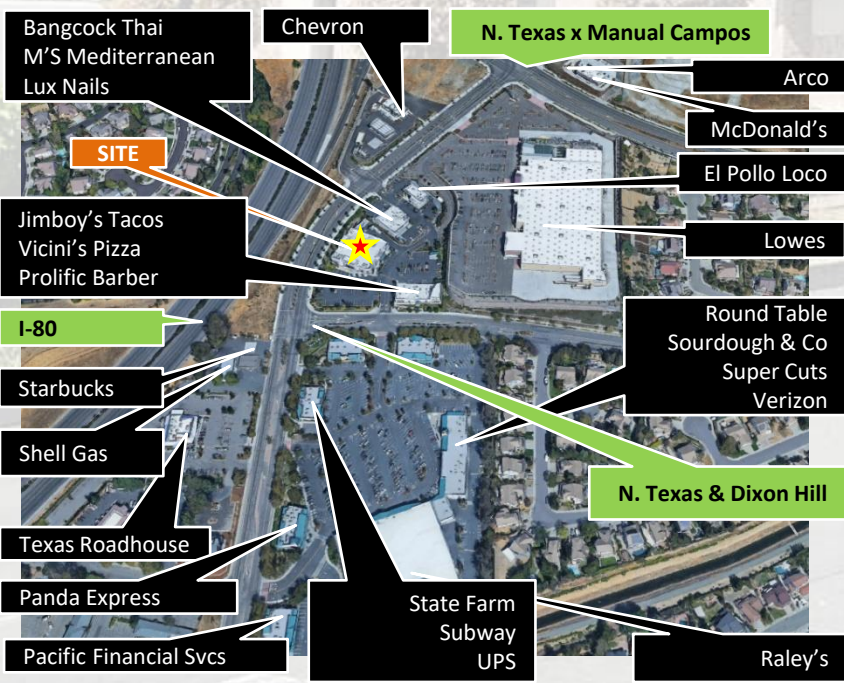 Bangcock Thai
M'S Mediterranean
Lux Nails
Chevron
N. Texas x Manual Campos
Arco
McDonald's
SITE
El Pollo Loco
Jimboy's Tacos
Vicini's Pizza
Prolific Barber
Lowes
I-80
Round Table
Sourdough & Co
Super Cuts
Verizon
Starbucks
Shell Gas
N. Texas & Dixon Hill
Texas Roadhouse
Panda Express
State Farm
Subway
UPS
Pacific Financial Svcs
Raley's